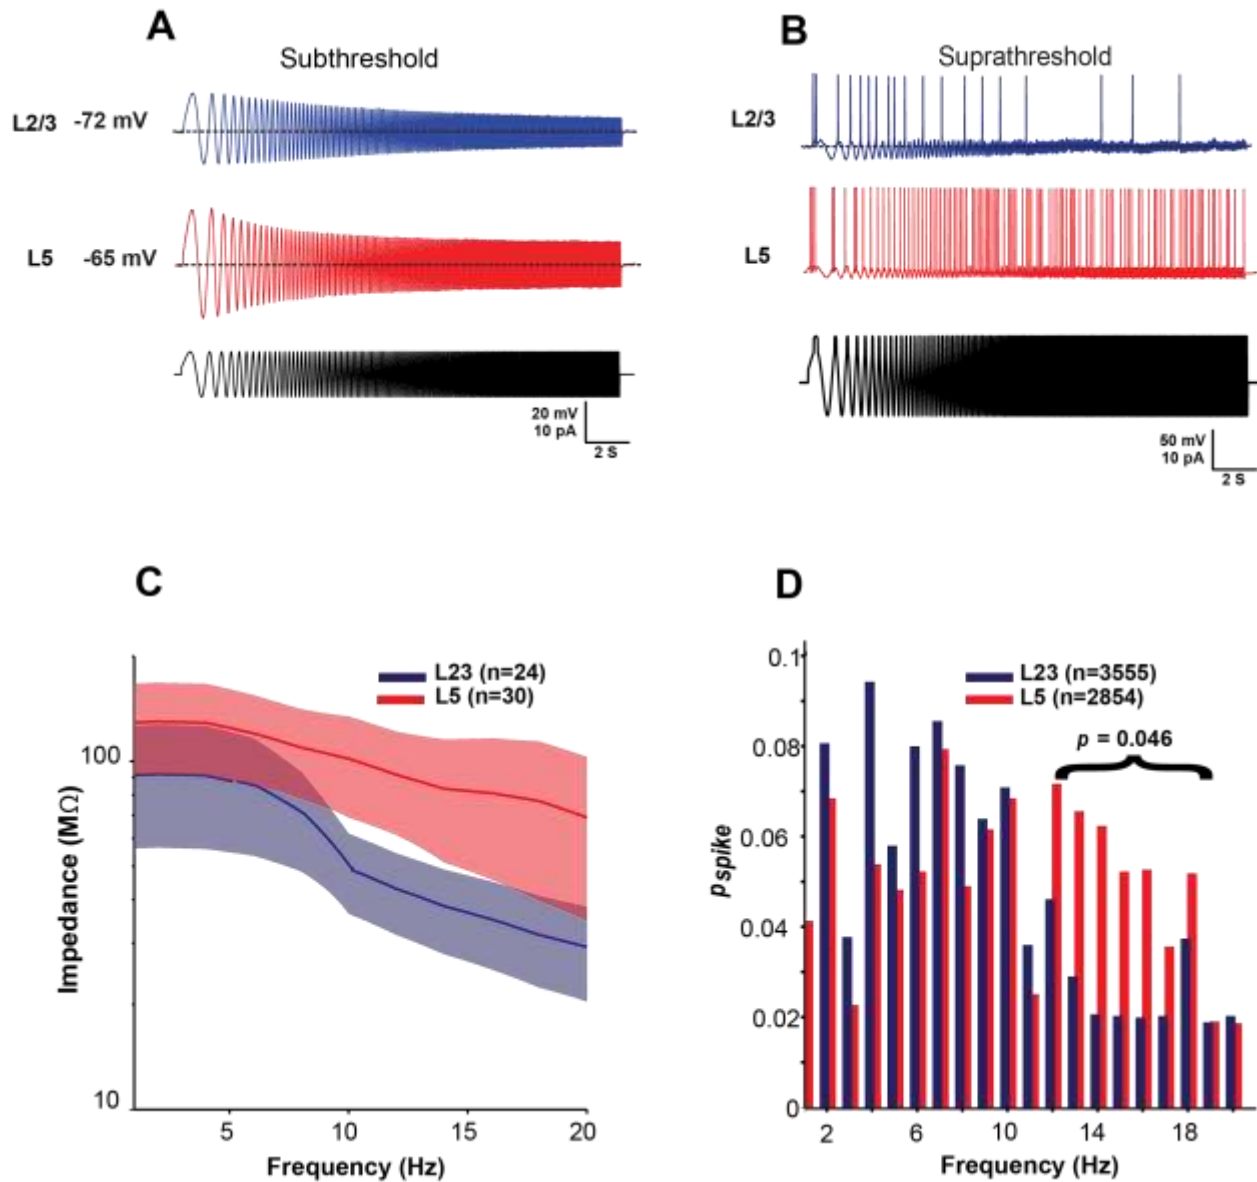 A
Subthreshold
L2/3 -72 mV
L5 -65 mV
20 mV
10 pA
2 S
B
Suprathreshold
L2/3
L5
50 mV
10 pA
2 S
C
L23 (n=24)
L5 (n=30)
Impedance (MΩ)
100
10
5 10 15 20
Frequency (Hz)
D
L23 (n=3555)
L5 (n=2854)
p = 0.046
pspike
0.1
0.08
0.06
0.04
0.02
0
2 6 10 14 18
Frequency (Hz)